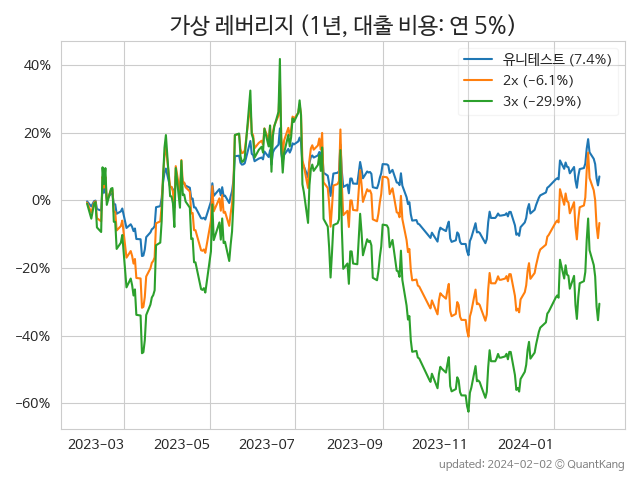 가상 레버리지 (1년, 대출 비용: 연 5%)
유니테스트 (7.4%)
2x (−6.1%)
3x (−29.9%)
40%
20%
0%
−20%
−40%
−60%
2023-03 2023-05 2023-07 2023-09 2023-11 2024-01
updated: 2024-02-02 © QuantKang